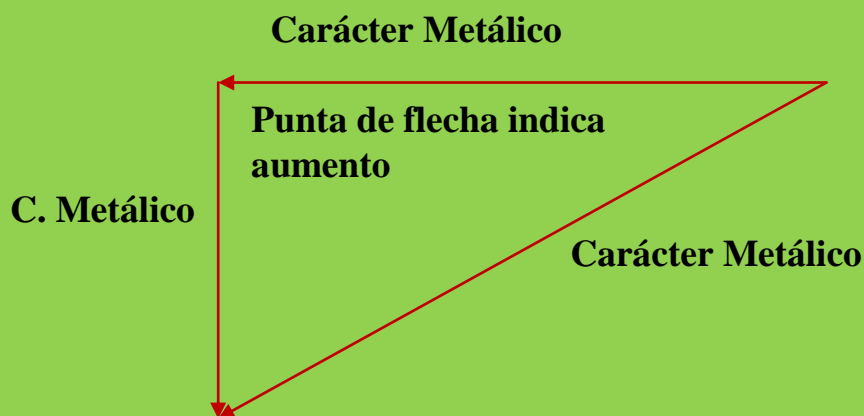 Carácter Metálico
Punta de flecha indica
aumento
C. Metálico
Carácter Metálico